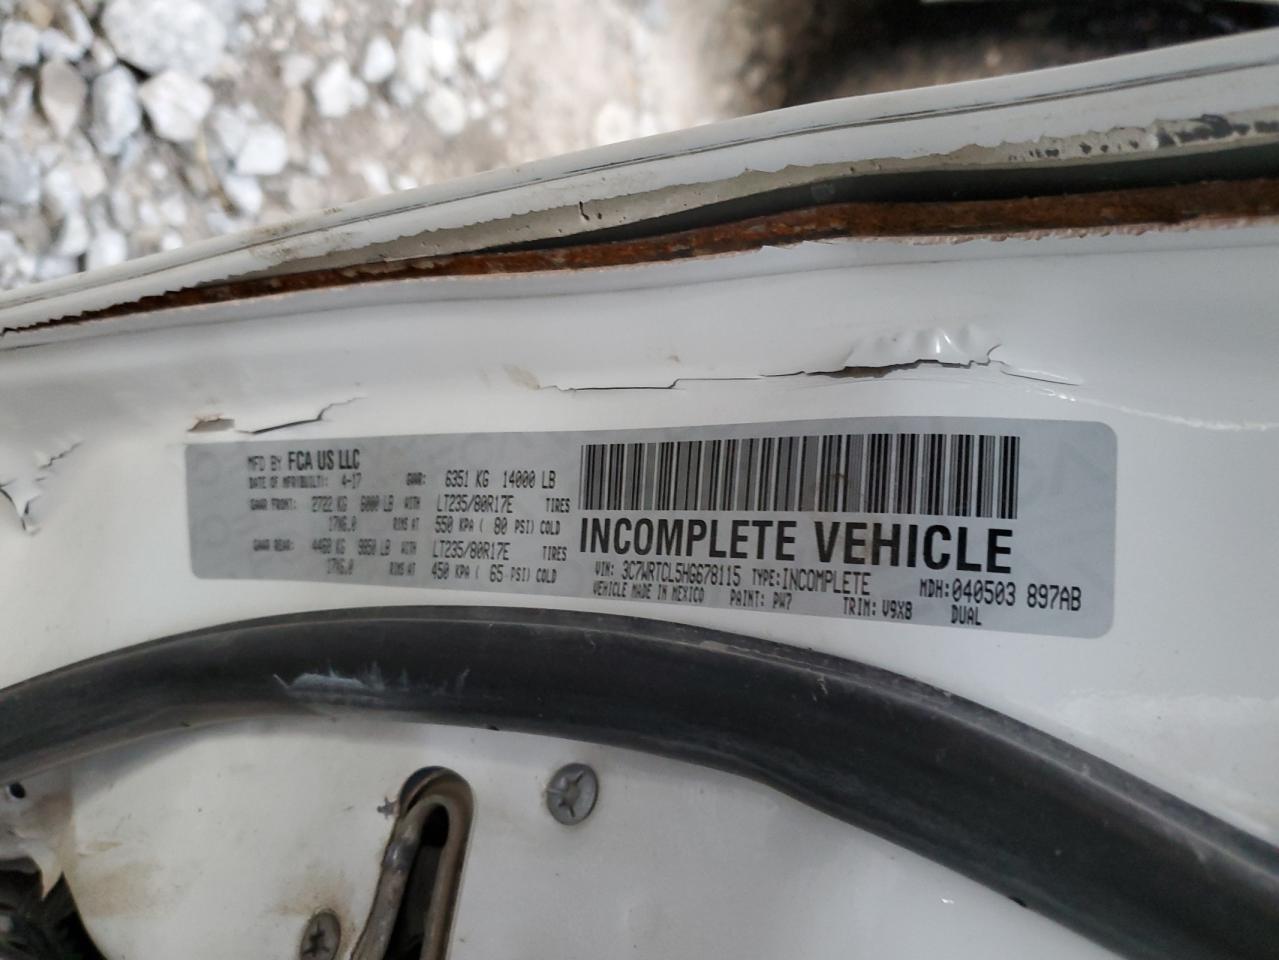 MFD BY FCA US LLC
DATE OF MFR(BUILT): 4-17 GVWR: 6351 KG 14000 LB
GAWR FRONT: 2722 KG 6000 LB WITH LT235/80R17E TIRES
17X6.0 RIMS AT 550 KPA ( 80 PSI) COLD
GAWR REAR: 4468 KG 9850 LB WITH LT235/80R17E TIRES
17X6.0 RIMS AT 450 KPA ( 65 PSI) COLD
INCOMPLETE VEHICLE
VIN: 3C7WRTCL5HG678115 TYPE: INCOMPLETE MDH: 040503 897AB
VEHICLE MADE IN MEXICO PAINT: PW7 TRIM: V9X8 DUAL